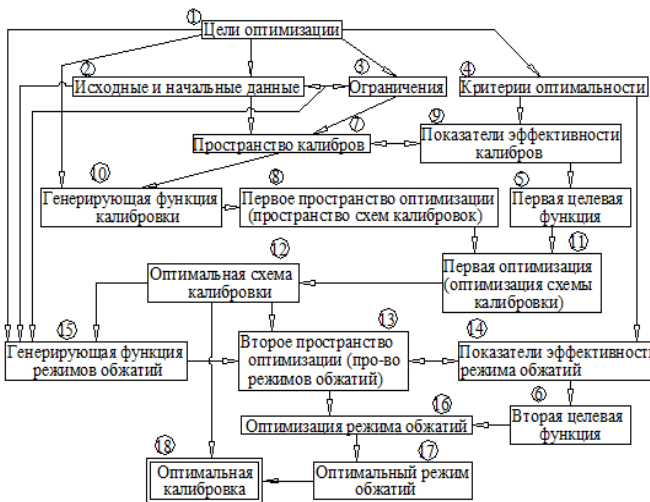 1
Цели оптимизации
2
3
4
Исходные и начальные данные
Ограничения
Критерии оптимальности
7
9
Пространство калибров
Показатели эффективности
калибров
10
8
5
Генерирующая функция
калибровки
Первое пространство оптимизации
(пространство схем калибровок)
Первая целевая
функция
12
11
Оптимальная схема
калибровки
Первая оптимизация
(оптимизация схемы
калибровки)
15
13
14
Генерирующая функция
режимов обжатий
Второе пространство
оптимизации (про-во
режимов обжатий)
Показатели эффективность
режима обжатий
6
16
Оптимизация режима обжатий
Вторая целевая
функция
18
17
Оптимальная
калибровка
Оптимальный режим
обжатий